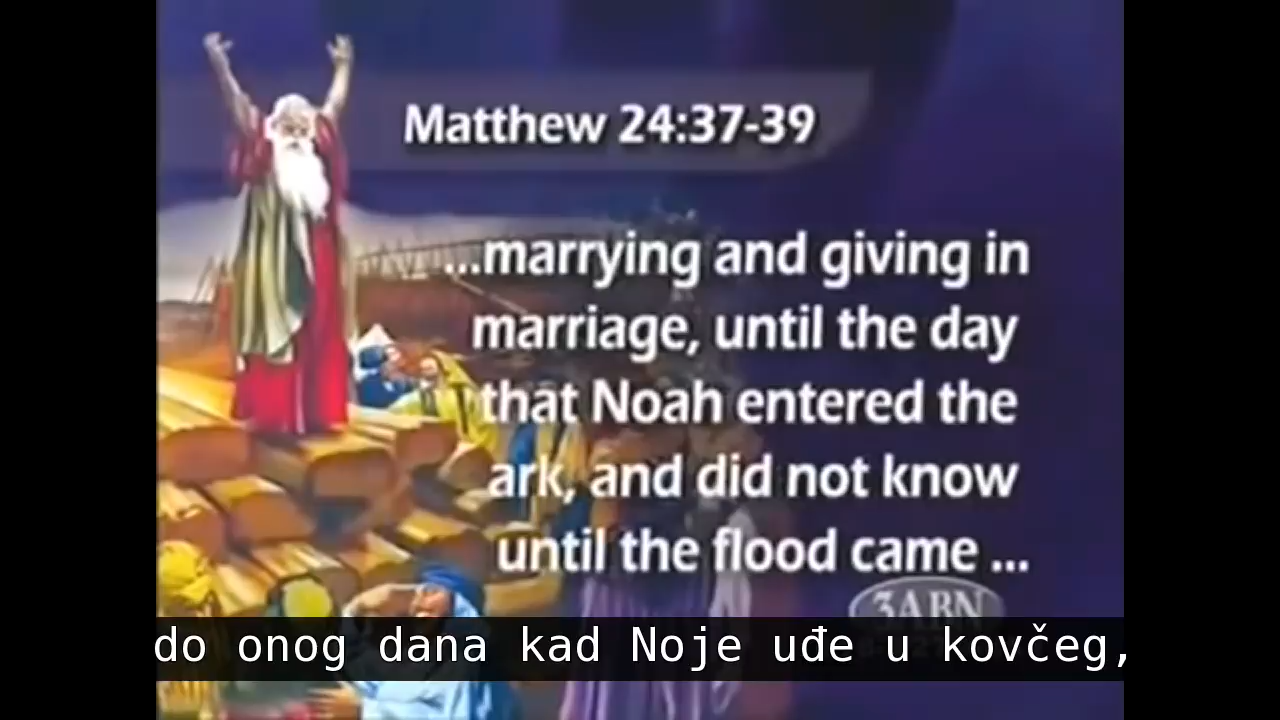 Matthew 24:37-39
...marrying and giving in
marriage, until the day
that Noah entered the
ark, and did not know
until the flood came ...
3ABN
do onog dana kad Noje uđe u kovčeg,